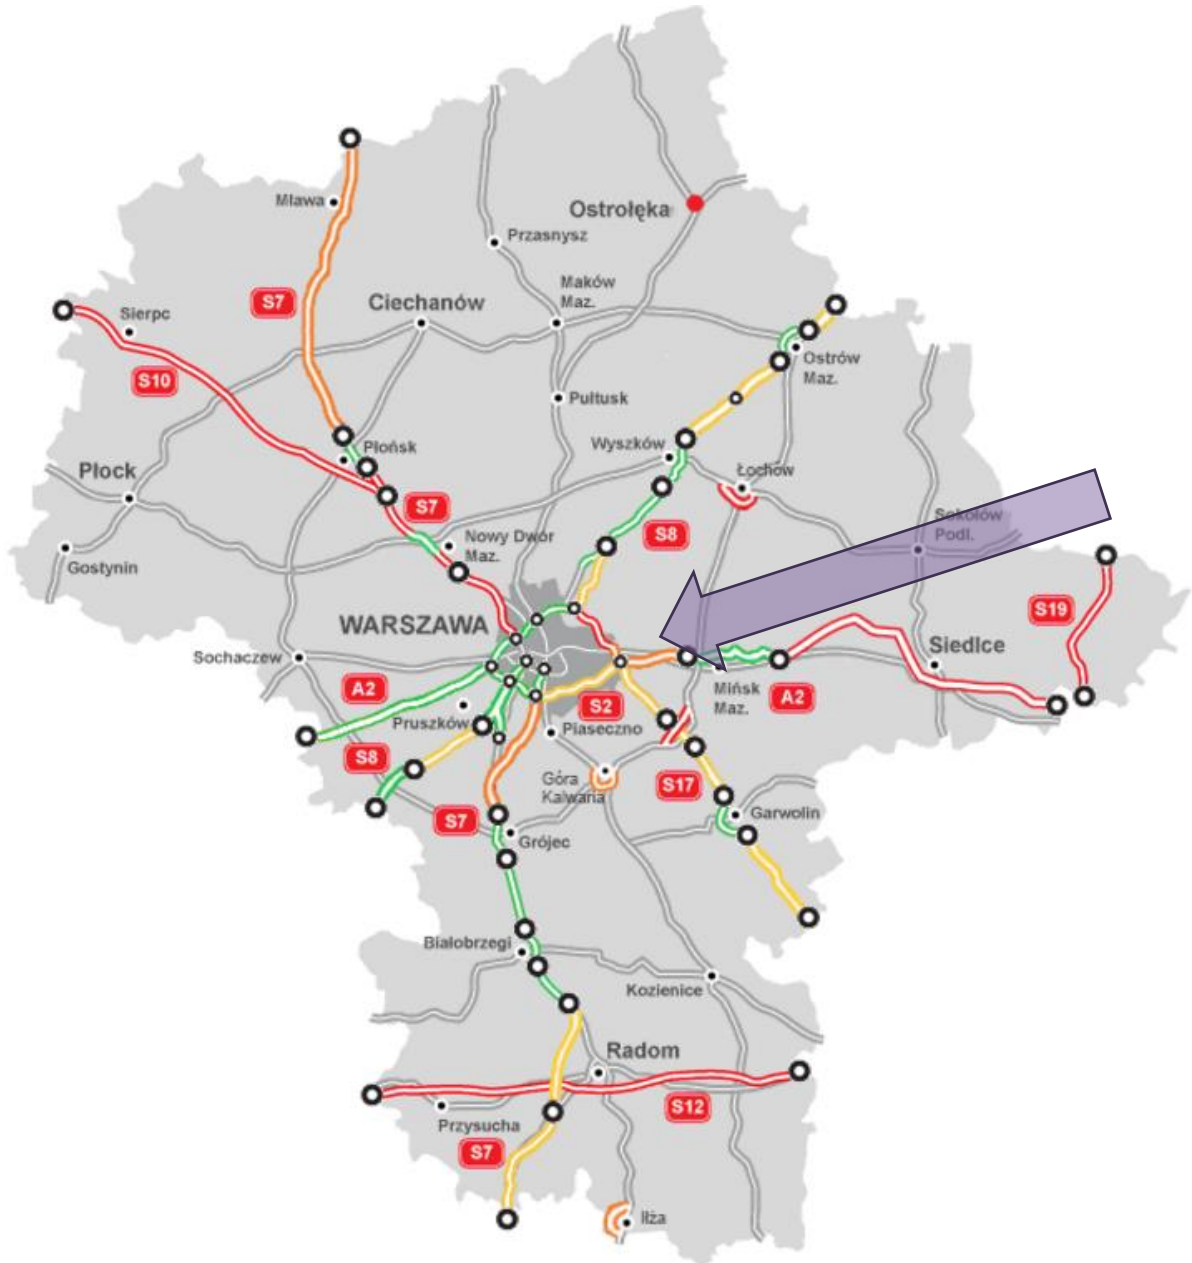 Mława
Ostrołęka
Przasnysz
Maków
Maz.
S7
Ciechanów
Sierpc
S10
Ostrów
Maz.
Pułtusk
Wyszków
Płońsk
Płock
Łochów
S7
Sokołów
Podl.
S8
Nowy Dwór
Maz.
Gostynin
S19
WARSZAWA
Siedlce
Sochaczew
A2
Mińsk
Maz.
A2
S2
Pruszków
Piaseczno
S8
Góra
Kalwaria
S17
S7
Garwolin
Grójec
Białobrzegi
Kozienice
Radom
S12
Przysucha
S7
Iłża